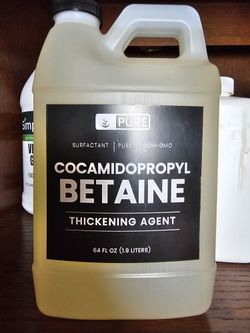 PURE
SURFACTANT | PURE | NON-GMO
COCAMIDOPROPYL
BETAINE
THICKENING AGENT
64 FL OZ (1.9 LITERS)